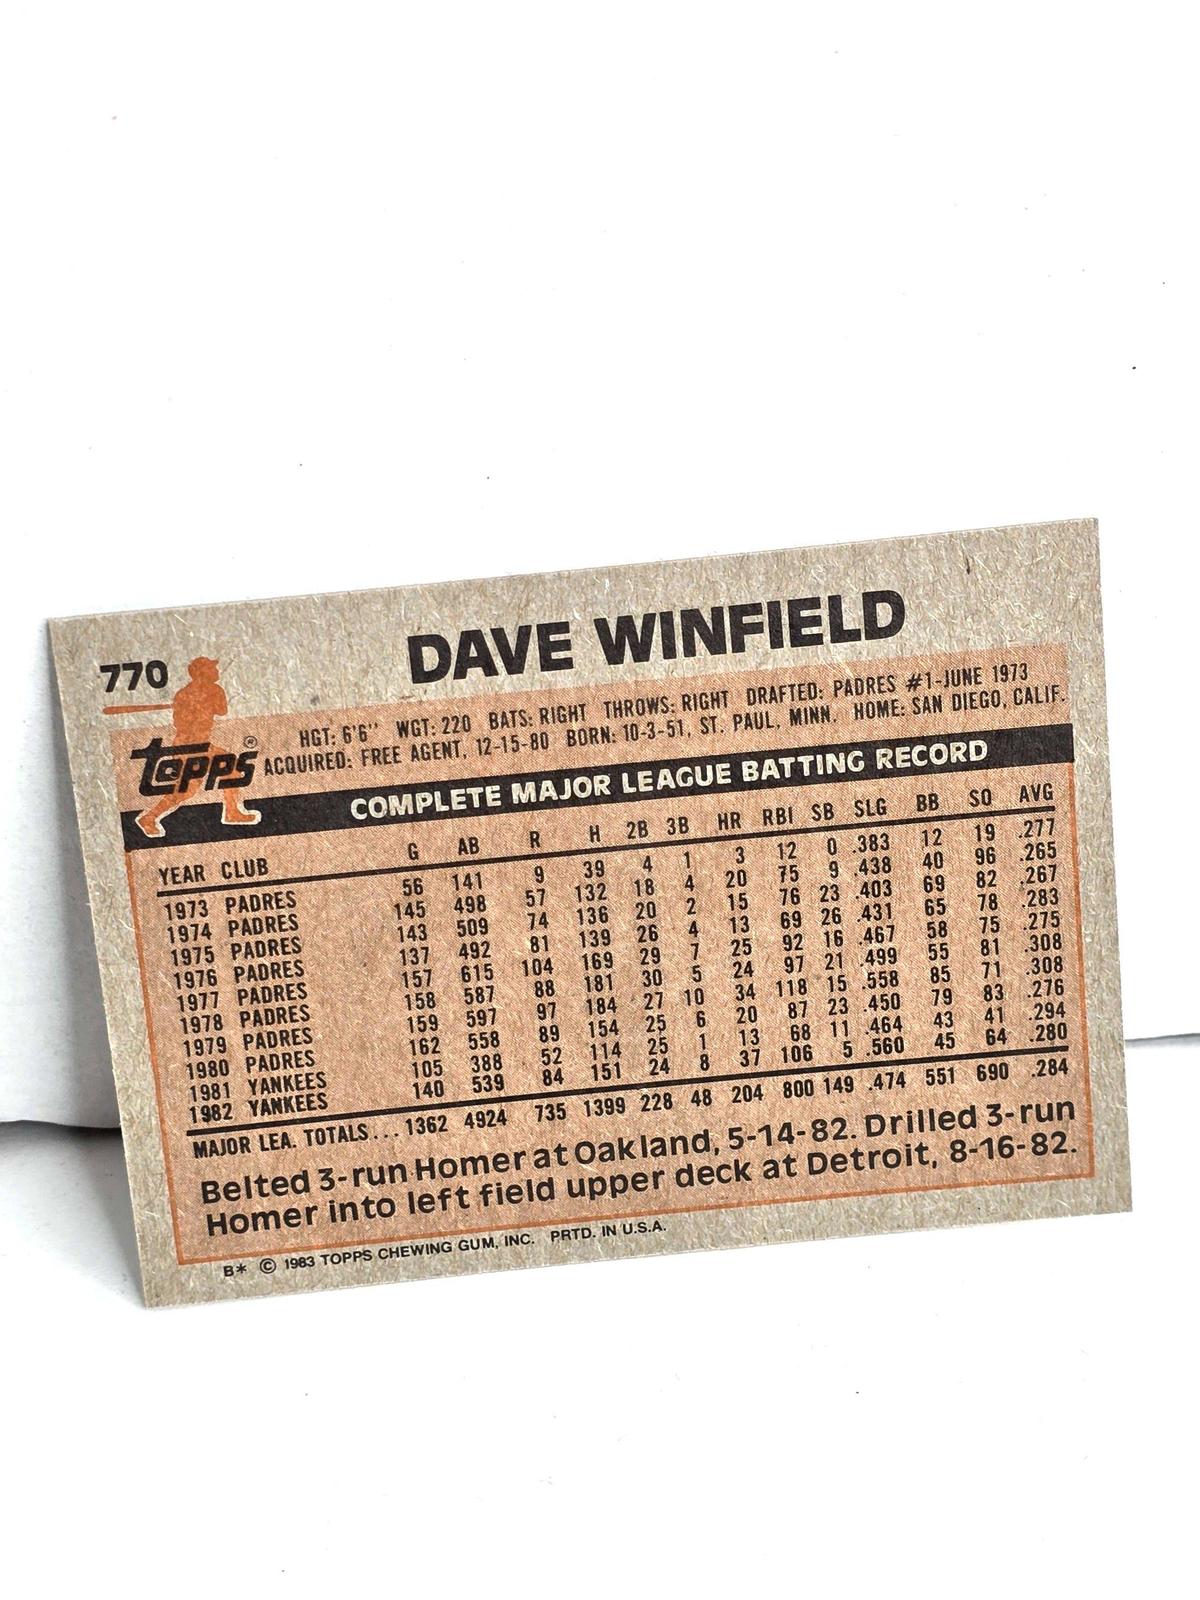 770
DAVE WINFIELD
topps®
HGT: 6'6" WGT: 220 BATS: RIGHT THROWS: RIGHT DRAFTED: PADRES #1-JUNE 1973
ACQUIRED: FREE AGENT, 12-15-80 BORN: 10-3-51, ST. PAUL, MINN. HOME: SAN DIEGO, CALIF.
COMPLETE MAJOR LEAGUE BATTING RECORD
YEAR CLUB G AB R H 2B 3B HR RBI SB SLG BB SO AVG
1973 PADRES 56 141 9 39 4 1 3 12 0 .383 12 19 .277
1974 PADRES 145 498 57 132 18 4 20 75 9 .438 40 96 .265
1975 PADRES 143 509 74 136 20 2 15 76 23 .403 69 82 .267
1976 PADRES 137 492 81 139 26 4 13 69 26 .431 65 78 .283
1977 PADRES 157 615 104 169 29 7 25 92 16 .467 58 75 .275
1978 PADRES 158 587 88 181 30 5 24 97 21 .499 55 81 .308
1979 PADRES 159 597 97 184 27 10 34 118 15 .558 85 71 .308
1980 PADRES 162 558 89 154 25 6 20 87 23 .450 79 83 .276
1981 YANKEES 105 388 52 114 25 1 13 68 11 .464 43 41 .294
1982 YANKEES 140 539 84 151 24 8 37 106 5 .560 45 64 .280
MAJOR LEA. TOTALS... 1362 4924 735 1399 228 48 204 800 149 .474 551 690 .284
Belted 3-run Homer at Oakland, 5-14-82. Drilled 3-run
Homer into left field upper deck at Detroit, 8-16-82.
B* © 1983 TOPPS CHEWING GUM, INC. PRTD. IN U.S.A.